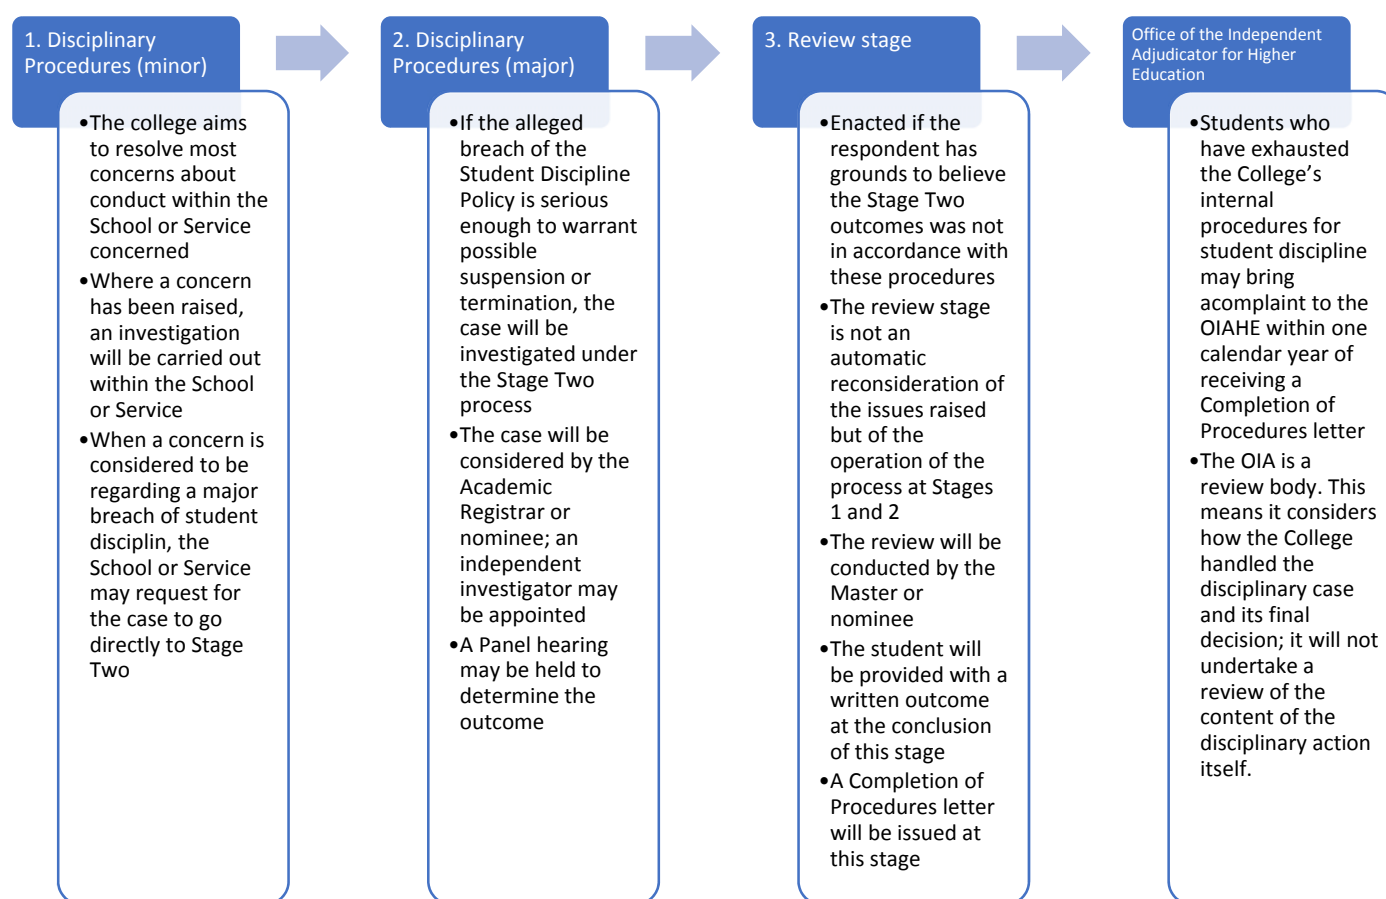 1. Disciplinary
Procedures (minor)
•The college aims
to resolve most
concerns about
conduct within the
School or Service
concerned
•Where a concern
has been raised,
an investigation
will be carried out
within the School
or Service
•When a concern is
considered to be
regarding a major
breach of student
disciplin, the
School or Service
may request for
the case to go
directly to Stage
Two
2. Disciplinary
Procedures (major)
•If the alleged
breach of the
Student Discipline
Policy is serious
enough to warrant
possible
suspension or
termination, the
case will be
investigated under
the Stage Two
process
•The case will be
considered by the
Academic
Registrar or
nominee; an
independent
investigator may
be appointed
•A Panel hearing
may be held to
determine the
outcome
3. Review stage
•Enacted if the
respondent has
grounds to believe
the Stage Two
outcomes was not
in accordance with
these procedures
•The review stage
is not an
automatic
reconsideration of
the issues raised
but of the
operation of the
process at Stages
1 and 2
•The review will be
conducted by the
Master or
nominee
•The student will
be provided with a
written outcome
at the conclusion
of this stage
•A Completion of
Procedures letter
will be issued at
this stage
Office of the Independent
Adjudicator for Higher
Education
•Students who
have exhausted
the College’s
internal
procedures for
student discipline
may bring
acomplaint to the
OIAHE within one
calendar year of
receiving a
Completion of
Procedures letter
•The OIA is a
review body. This
means it considers
how the College
handled the
disciplinary case
and its final
decision; it will not
undertake a
review of the
content of the
disciplinary action
itself.